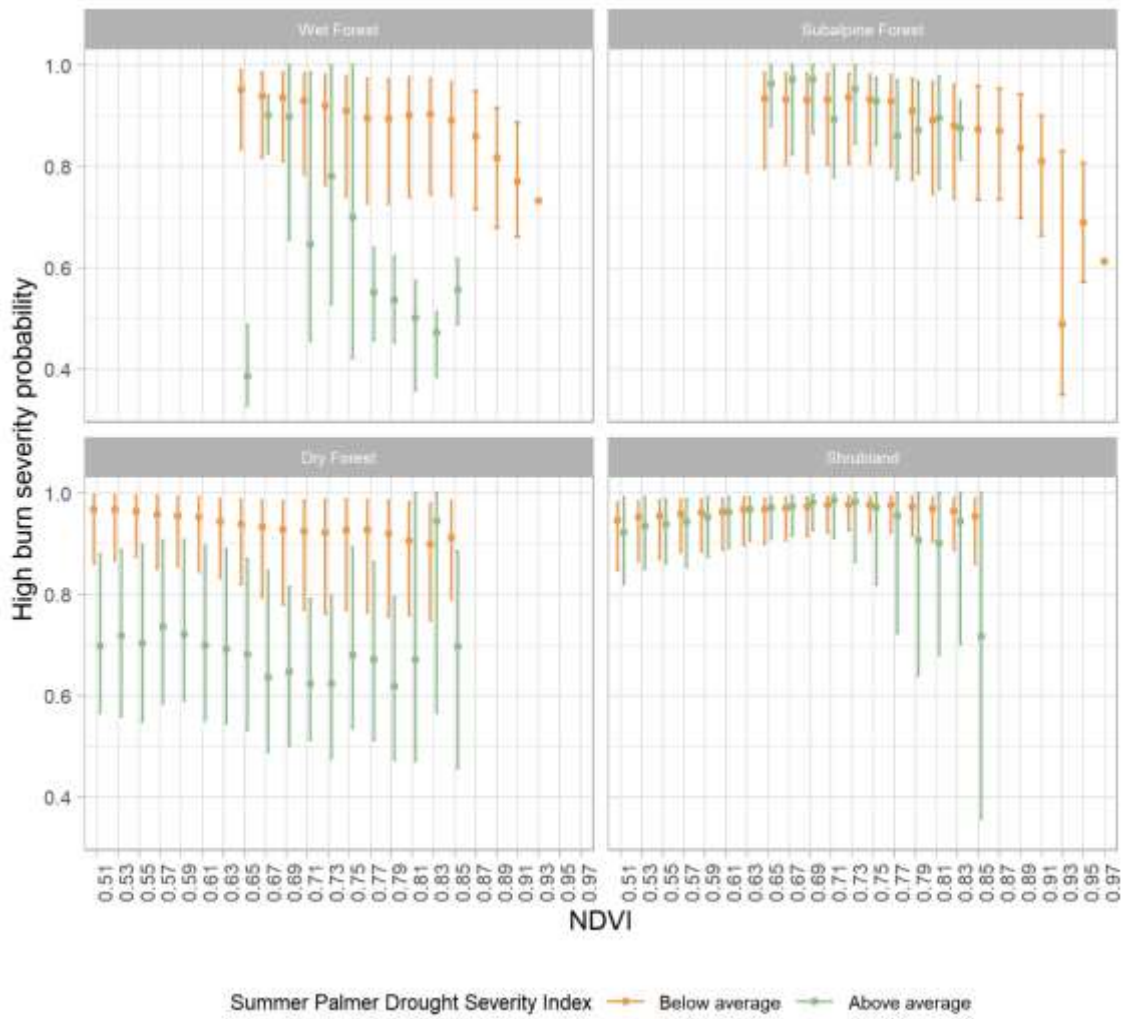 Wet Forest
Subalpine Forest
1.0
0.8
0.6
0.4
High burn severity probability
Dry Forest
Shrubland
1.0
0.8
0.6
0.4
0.51 0.53 0.55 0.57 0.59 0.61 0.63 0.65 0.67 0.69 0.71 0.73 0.75 0.77 0.79 0.81 0.83 0.85 0.87 0.89 0.91 0.93 0.95 0.97
0.51 0.53 0.55 0.57 0.59 0.61 0.63 0.65 0.67 0.69 0.71 0.73 0.75 0.77 0.79 0.81 0.83 0.85 0.87 0.89 0.91 0.93 0.95 0.97
NDVI
Summer Palmer Drought Severity Index Below average Above average